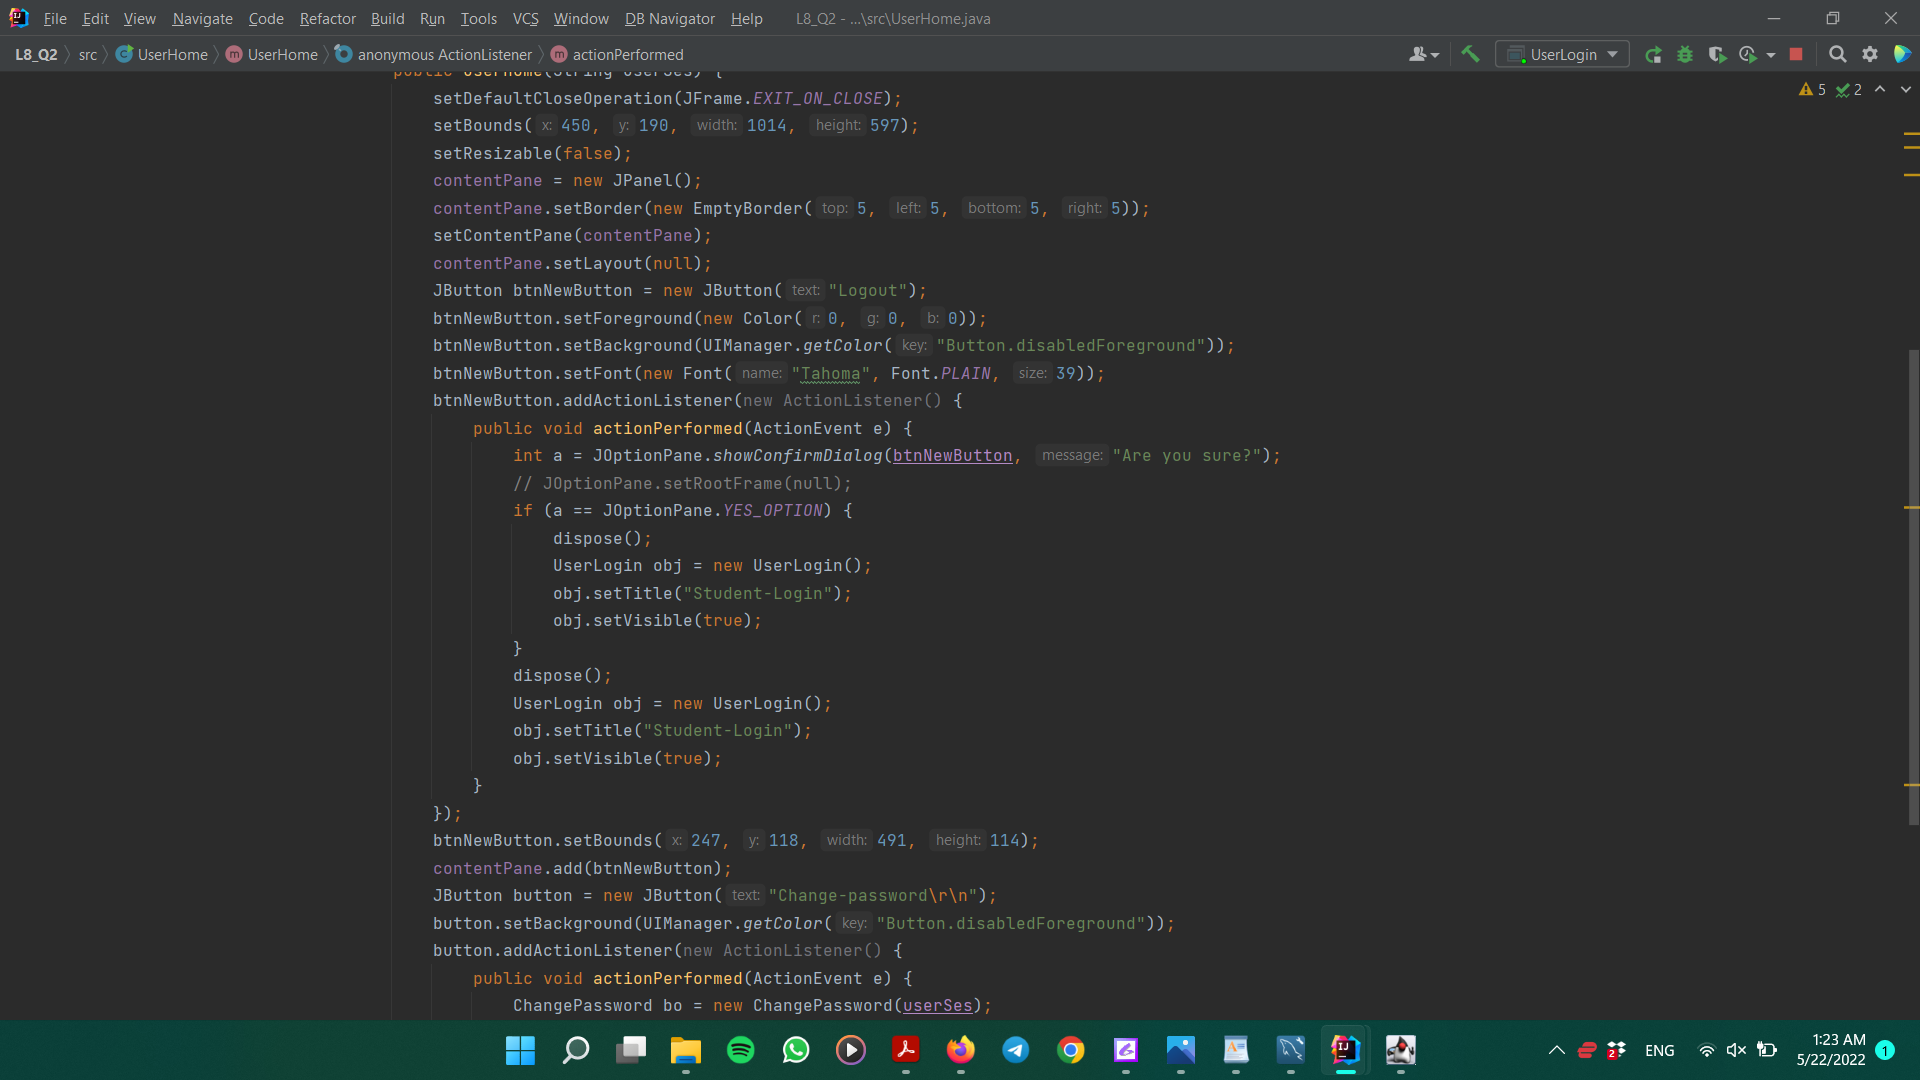 File Edit View Navigate Code Refactor Build Run Tools VCS Window DB Navigator Help L8_Q2 - ...\src\UserHome.java
L8_Q2 src UserHome UserHome anonymous ActionListener actionPerformed UserLogin
public UserHome(String userSes) {
5 2
setDefaultCloseOperation(JFrame.EXIT_ON_CLOSE);
setBounds( x: 450, y: 190, width: 1014, height: 597);
setResizable(false);
contentPane = new JPanel();
contentPane.setBorder(new EmptyBorder( top: 5, left: 5, bottom: 5, right: 5));
setContentPane(contentPane);
contentPane.setLayout(null);
JButton btnNewButton = new JButton( text: "Logout");
btnNewButton.setForeground(new Color( r: 0, g: 0, b: 0));
btnNewButton.setBackground(UIManager.getColor( key: "Button.disabledForeground"));
btnNewButton.setFont(new Font( name: "Tahoma", Font.PLAIN, size: 39));
btnNewButton.addActionListener(new ActionListener() {
public void actionPerformed(ActionEvent e) {
int a = JOptionPane.showConfirmDialog(btnNewButton, message: "Are you sure?");
// JOptionPane.setRootFrame(null);
if (a == JOptionPane.YES_OPTION) {
dispose();
UserLogin obj = new UserLogin();
obj.setTitle("Student-Login");
obj.setVisible(true);
}
dispose();
UserLogin obj = new UserLogin();
obj.setTitle("Student-Login");
obj.setVisible(true);
}
});
btnNewButton.setBounds( x: 247, y: 118, width: 491, height: 114);
contentPane.add(btnNewButton);
JButton button = new JButton( text: "Change-password\r\n");
button.setBackground(UIManager.getColor( key: "Button.disabledForeground"));
button.addActionListener(new ActionListener() {
public void actionPerformed(ActionEvent e) {
ChangePassword bo = new ChangePassword(userSes);
2 ENG 1:23 AM
5/22/2022 1